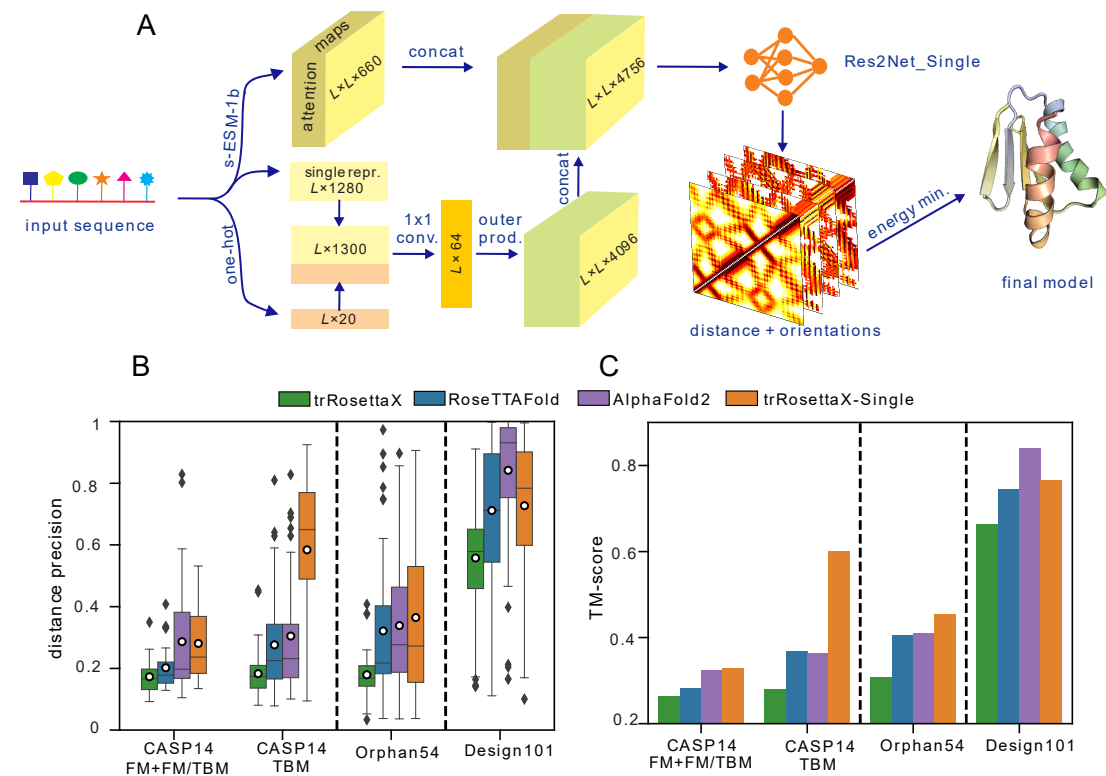 A
attention maps
L×L×660
concat
L×L×4756
Res2Net_Single
s-ESM-1b
single repr.
L×1280
input sequence
one-hot
L×1300
1x1
conv.
L×64
outer
prod.
L×L×4096
concat
L×20
distance + orientations
energy min.
final model
B
C
trRosettaX
RoseTTAFold
AlphaFold2
trRosettaX-Single
distance precision
1
0.8
0.6
0.4
0.2
0
CASP14
FM+FM/TBM
CASP14
TBM
Orphan54
Design101
TM-score
0.8
0.6
0.4
0.2
CASP14
FM+FM/TBM
CASP14
TBM
Orphan54
Design101